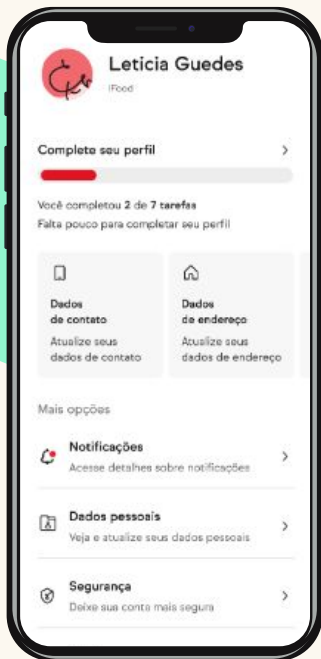 Leticia Guedes
iFood
Complete seu perfil
Você completou 2 de 7 tarefas
Falta pouco para completar seu perfil
Dados
de contato
Atualize seus
dados de contato
Dados
de endereço
Atualize seus
dados de endereço
Mais opções
Notificações
Acesse detalhes sobre notificações
Dados pessoais
Veja e atualize seus dados pessoais
Segurança
Deixe sua conta mais segura